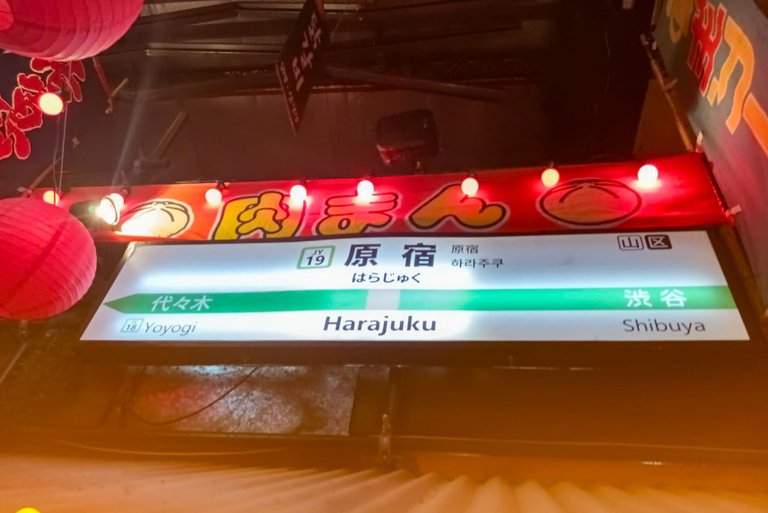 肉まん
JY
19
原宿
原宿
하라주쿠
はらじゅく
山 区
代々木
渋谷
18 Yoyogi
Harajuku
Shibuya